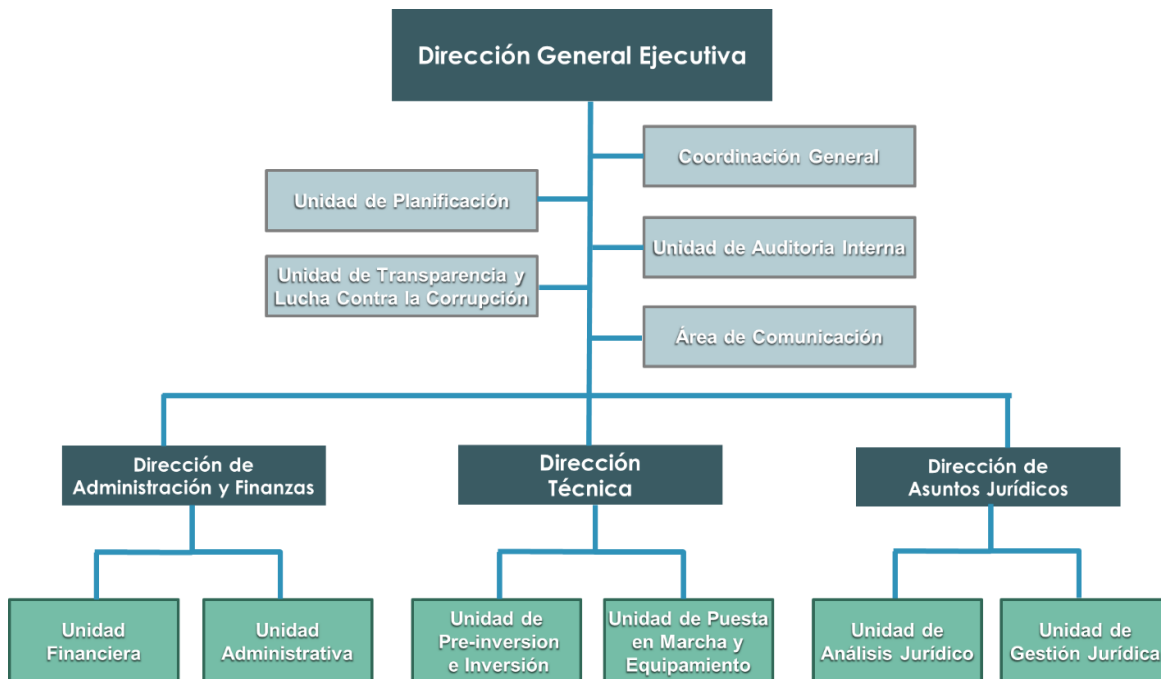 Dirección General Ejecutiva
Coordinación General
Unidad de Planificación
Unidad de Auditoria Interna
Unidad de Transparencia y
Lucha Contra la Corrupción
Área de Comunicación
Dirección de
Administración y Finanzas
Dirección
Técnica
Dirección de
Asuntos Jurídicos
Unidad
Financiera
Unidad
Administrativa
Unidad de
Pre-inversion
e Inversión
Unidad de Puesta
en Marcha y
Equipamiento
Unidad de
Análisis Jurídico
Unidad de
Gestión Jurídica